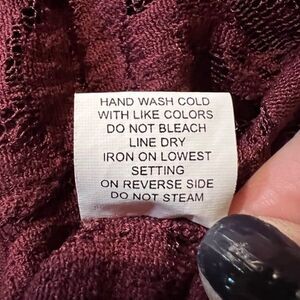 HAND WASH COLD
WITH LIKE COLORS
DO NOT BLEACH
LINE DRY
IRON ON LOWEST
SETTING
ON REVERSE SIDE
DO NOT STEAM